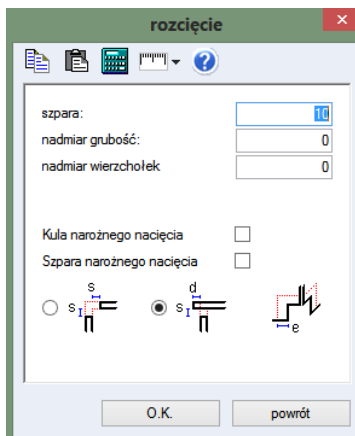 rozcięcie
szpara: 10
nadmiar grubość: 0
nadmiar wierzchołek 0
Kula narożnego nacięcia
Szpara narożnego nacięcia
s d
s s e
O.K. powrót